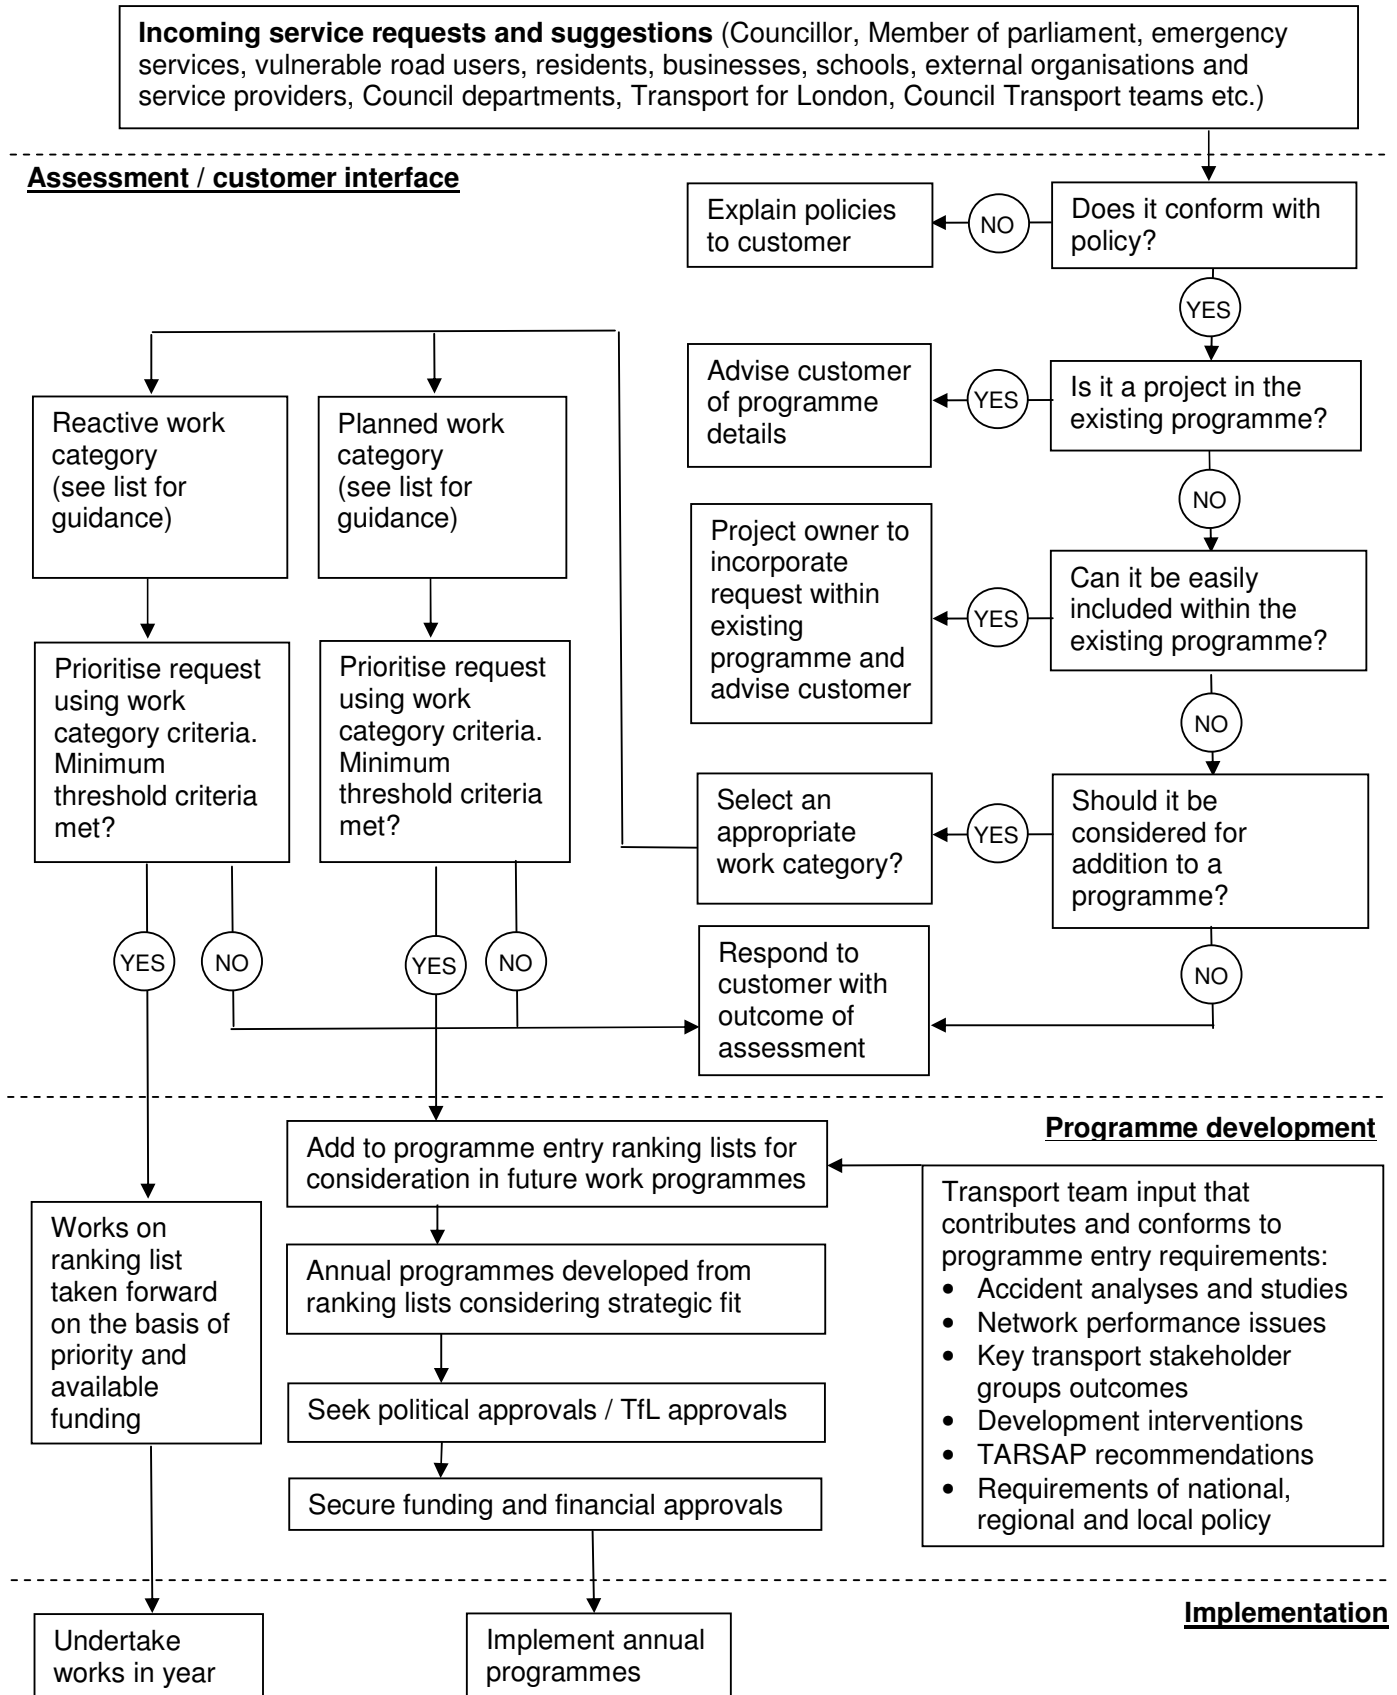 Incoming service requests and suggestions (Councillor, Member of parliament, emergency
services, vulnerable road users, residents, businesses, schools, external organisations and
service providers, Council departments, Transport for London, Council Transport teams etc.)
Assessment / customer interface
Does it conform with
policy?
NO
Explain policies
to customer
YES
Is it a project in the
existing programme?
YES
Advise customer
of programme
details
NO
Can it be easily
included within the
existing programme?
YES
Project owner to
incorporate
request within
existing
programme and
advise customer
NO
Should it be
considered for
addition to a
programme?
YES
Select an
appropriate
work category?
NO
Respond to
customer with
outcome of
assessment
Reactive work
category
(see list for
guidance)
Prioritise request
using work
category criteria.
Minimum
threshold criteria
met?
YES
NO
Planned work
category
(see list for
guidance)
Prioritise request
using work
category criteria.
Minimum
threshold criteria
met?
YES
NO
Programme development
Works on
ranking list
taken forward
on the basis of
priority and
available
funding
Add to programme entry ranking lists for
consideration in future work programmes
Annual programmes developed from
ranking lists considering strategic fit
Seek political approvals / TfL approvals
Secure funding and financial approvals
Transport team input that
contributes and conforms to
programme entry requirements:
• Accident analyses and studies
• Network performance issues
• Key transport stakeholder
groups outcomes
• Development interventions
• TARSAP recommendations
• Requirements of national,
regional and local policy
Implementation
Undertake
works in year
Implement annual
programmes